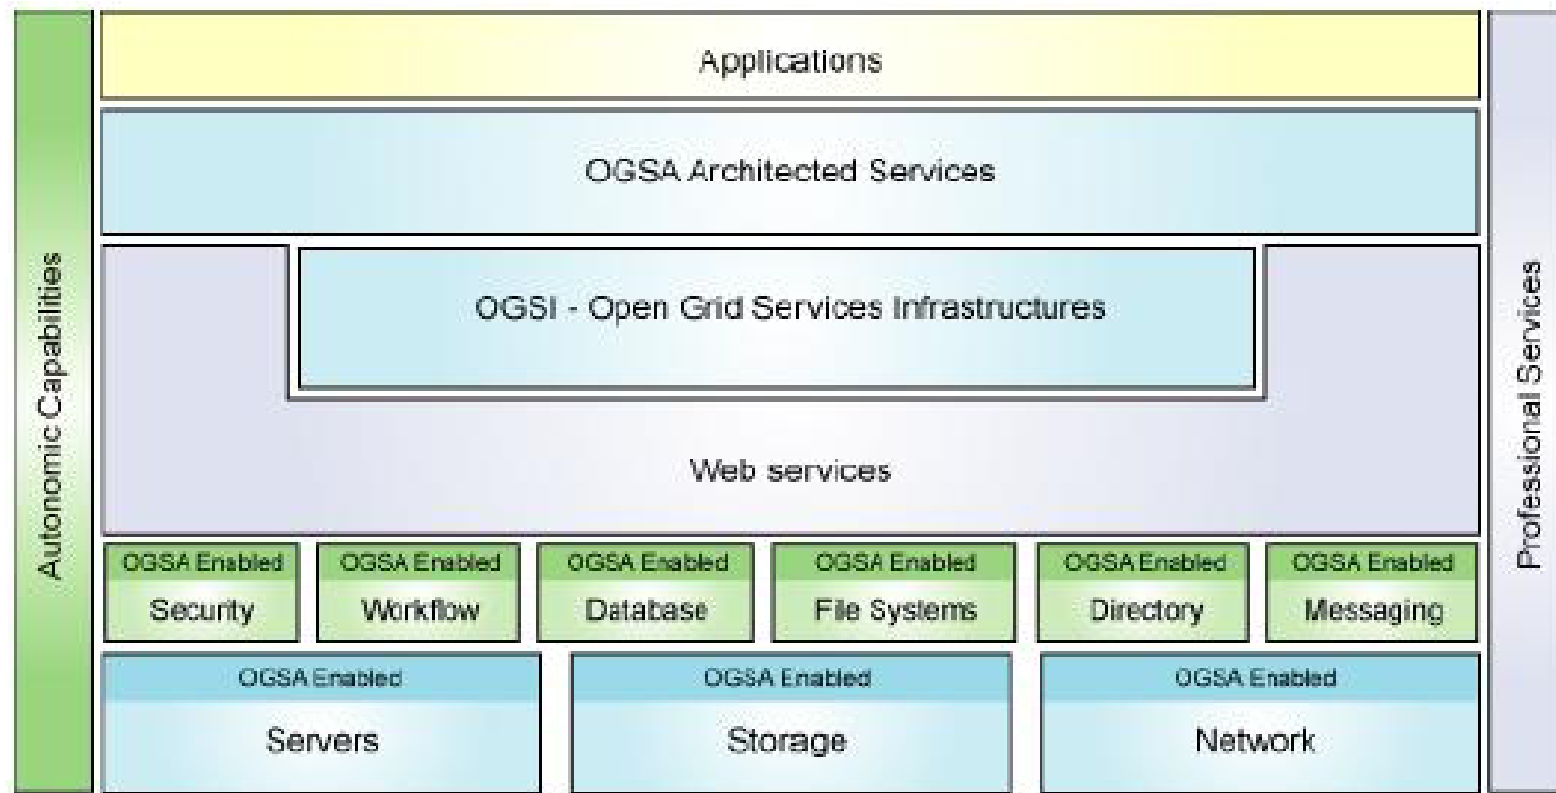 Autonomic Capabilities
Applications
OGSA Architected Services
OGSI - Open Grid Services Infrastructures
Web services
OGSA Enabled
Security
OGSA Enabled
Workflow
OGSA Enabled
Database
OGSA Enabled
File Systems
OGSA Enabled
Directory
OGSA Enabled
Messaging
OGSA Enabled
Servers
OGSA Enabled
Storage
OGSA Enabled
Network
Professional Services